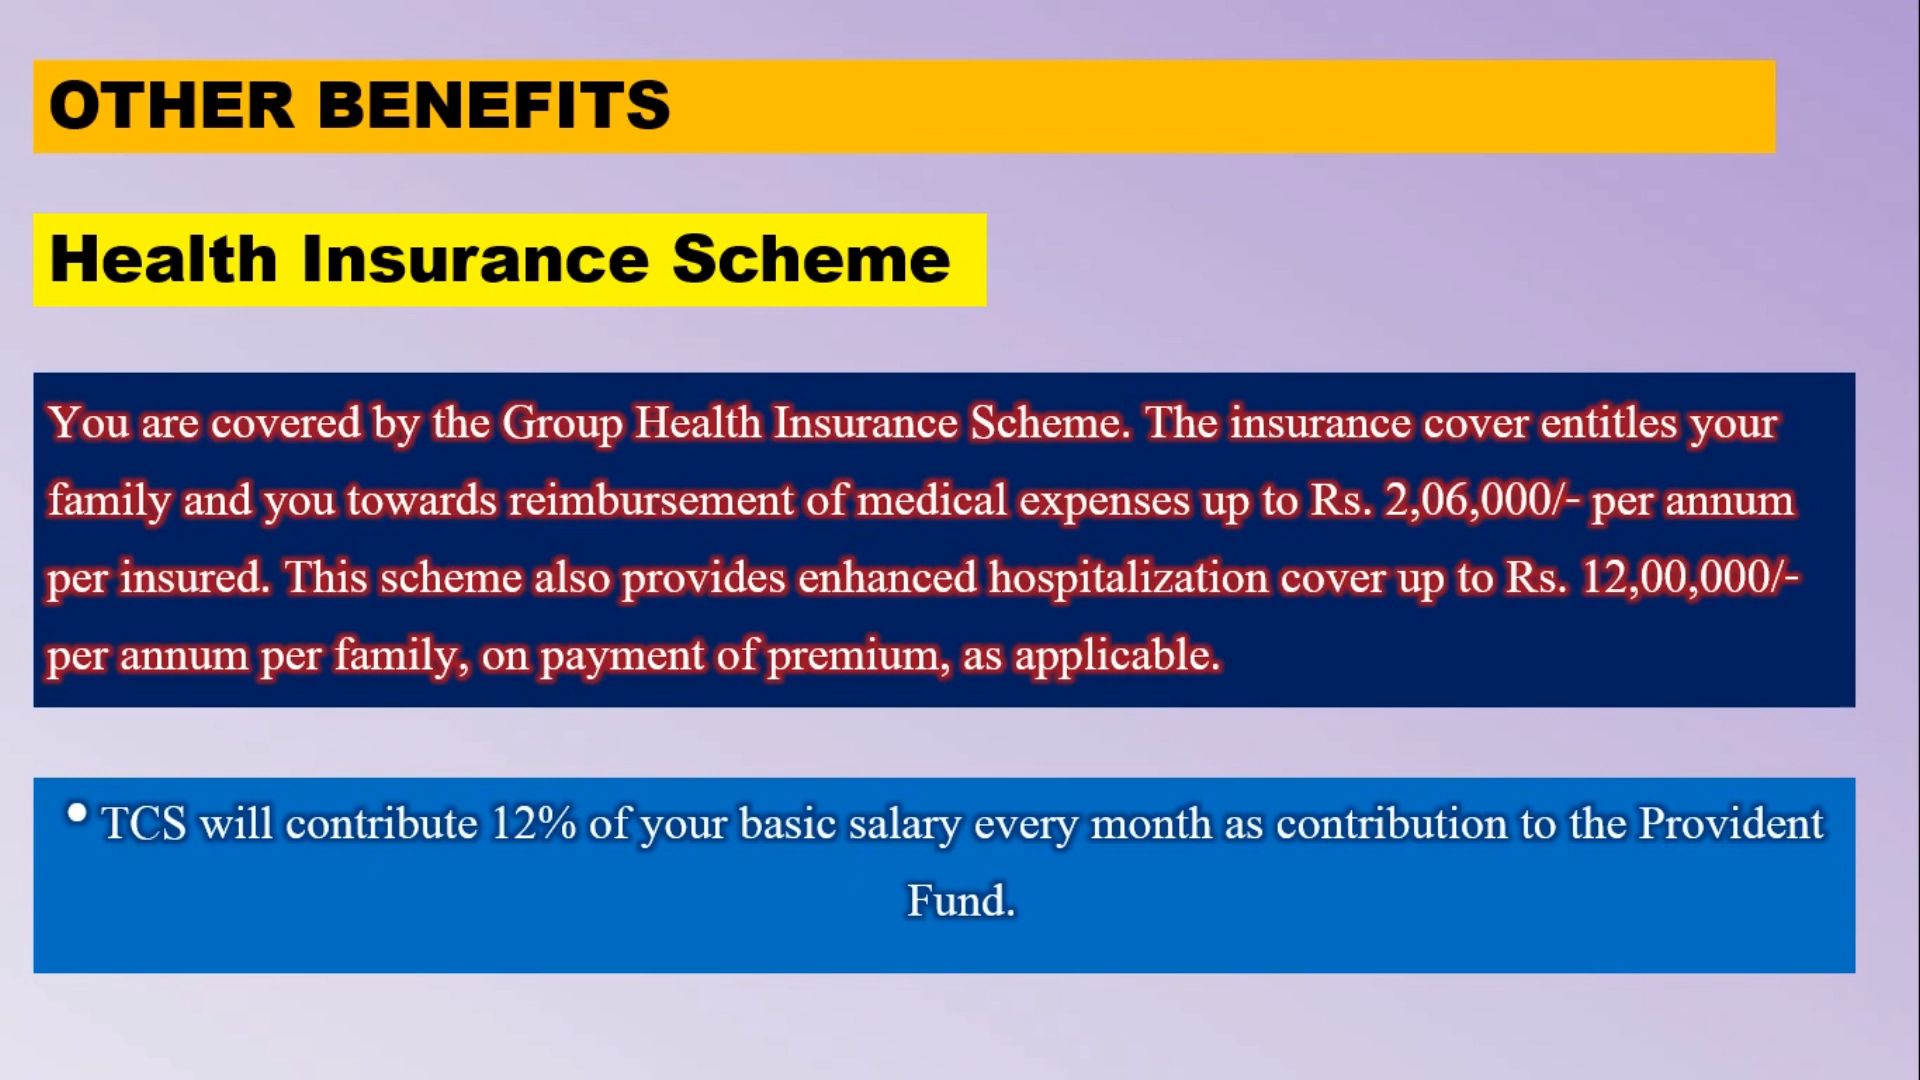 OTHER BENEFITS
Health Insurance Scheme
You are covered by the Group Health Insurance Scheme. The insurance cover entitles your
family and you towards reimbursement of medical expenses up to Rs. 2,06,000/- per annum
per insured. This scheme also provides enhanced hospitalization cover up to Rs. 12,00,000/-
per annum per family, on payment of premium, as applicable.
• TCS will contribute 12% of your basic salary every month as contribution to the Provident
Fund.